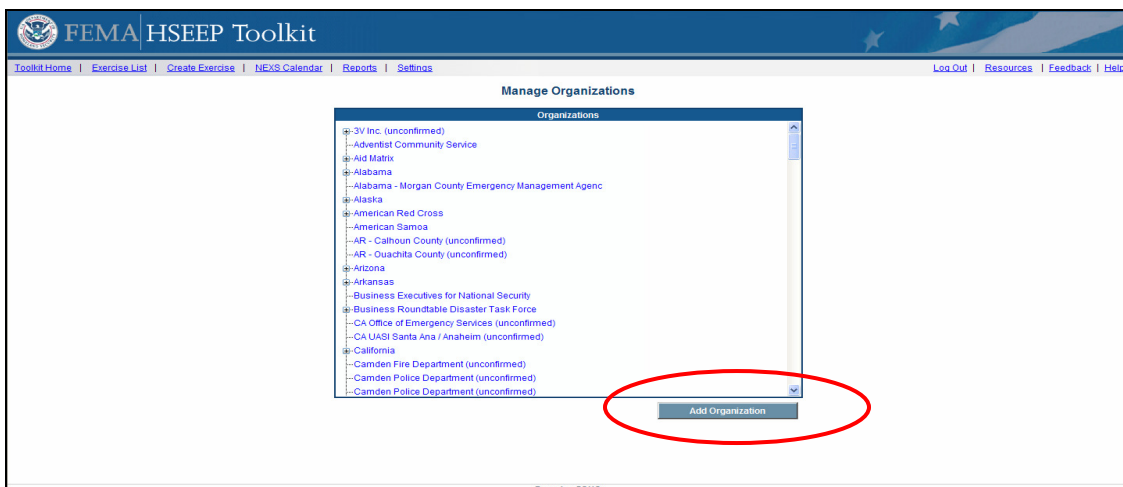 FEMA HSEEP Toolkit
Toolkit Home | Exercise List | Create Exercise | NEXS Calendar | Reports | Settings Log Out | Resources | Feedback | Help
Manage Organizations
Organizations
3V Inc. (unconfirmed)
Adventist Community Service
Aid Matrix
Alabama
Alabama - Morgan County Emergency Management Agenc
Alaska
American Red Cross
American Samoa
AR - Calhoun County (unconfirmed)
AR - Ouachita County (unconfirmed)
Arizona
Arkansas
Business Executives for National Security
Business Roundtable Disaster Task Force
CA Office of Emergency Services (unconfirmed)
CA UASI Santa Ana / Anaheim (unconfirmed)
California
Camden Fire Department (unconfirmed)
Camden Police Department (unconfirmed)
Camden Police Department (unconfirmed)
Add Organization